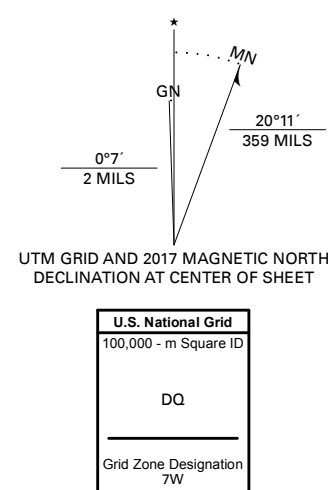 ★
MN
GN
20°11´
359 MILS
0°7´
2 MILS
UTM GRID AND 2017 MAGNETIC NORTH
DECLINATION AT CENTER OF SHEET
U.S. National Grid
100,000 - m Square ID
DQ
Grid Zone Designation
7W